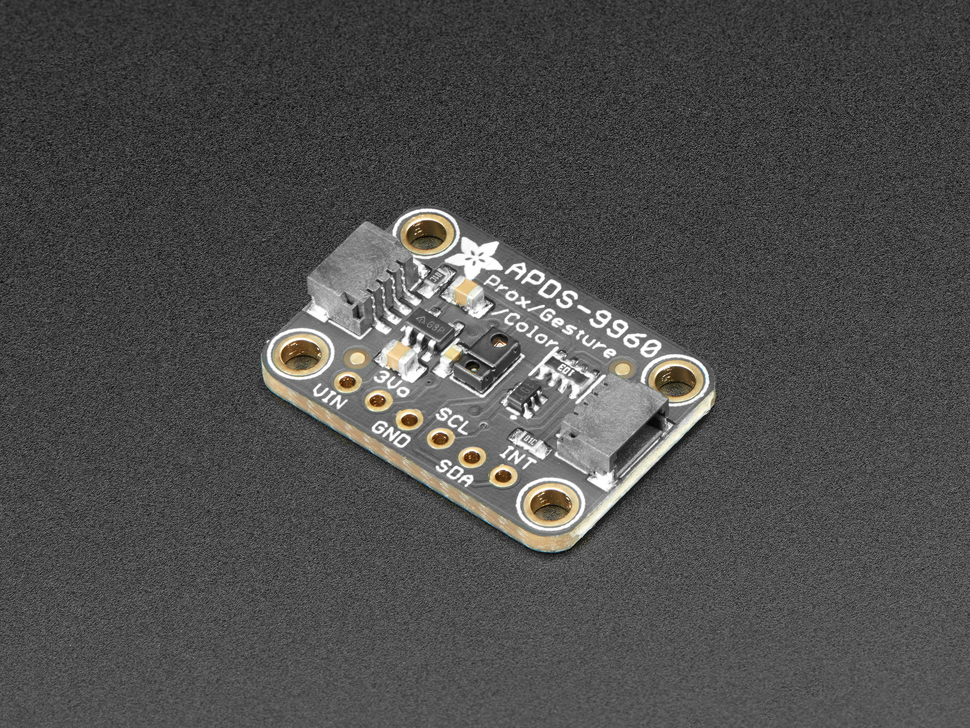 APDS-9960
Prox/Gesture
/Color
VIN
3Vo
GND
SCL
SDA
INT